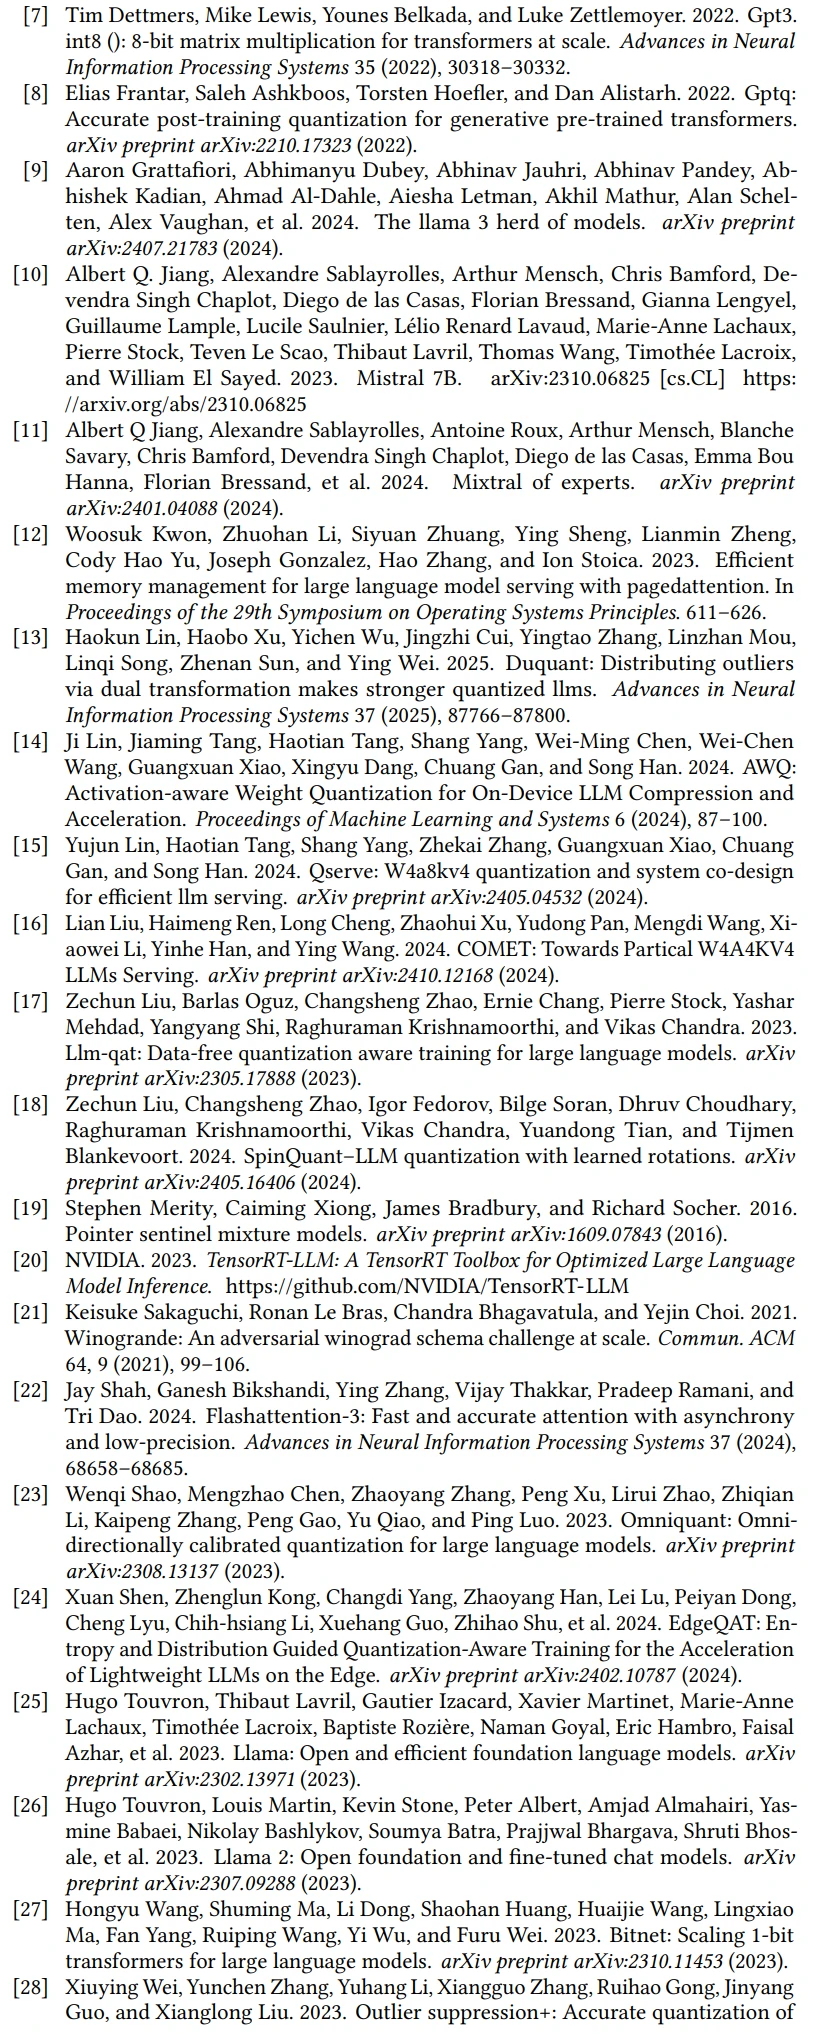 [7] Tim Dettmers, Mike Lewis, Younes Belkada, and Luke Zettlemoyer. 2022. Gpt3.
int8 (): 8-bit matrix multiplication for transformers at scale. Advances in Neural
Information Processing Systems 35 (2022), 30318–30332.
[8] Elias Frantar, Saleh Ashkboos, Torsten Hoefler, and Dan Alistarh. 2022. Gptq:
Accurate post-training quantization for generative pre-trained transformers.
arXiv preprint arXiv:2210.17323 (2022).
[9] Aaron Grattafiori, Abhimanyu Dubey, Abhinav Jauhri, Abhinav Pandey, Ab-
hishek Kadian, Ahmad Al-Dahle, Aiesha Letman, Akhil Mathur, Alan Schel-
ten, Alex Vaughan, et al. 2024. The llama 3 herd of models. arXiv preprint
arXiv:2407.21783 (2024).
[10] Albert Q. Jiang, Alexandre Sablayrolles, Arthur Mensch, Chris Bamford, De-
vendra Singh Chaplot, Diego de las Casas, Florian Bressand, Gianna Lengyel,
Guillaume Lample, Lucile Saulnier, Lélio Renard Lavaud, Marie-Anne Lachaux,
Pierre Stock, Teven Le Scao, Thibaut Lavril, Thomas Wang, Timothée Lacroix,
and William El Sayed. 2023. Mistral 7B. arXiv:2310.06825 [cs.CL] https:
//arxiv.org/abs/2310.06825
[11] Albert Q Jiang, Alexandre Sablayrolles, Antoine Roux, Arthur Mensch, Blanche
Savary, Chris Bamford, Devendra Singh Chaplot, Diego de las Casas, Emma Bou
Hanna, Florian Bressand, et al. 2024. Mixtral of experts. arXiv preprint
arXiv:2401.04088 (2024).
[12] Woosuk Kwon, Zhuohan Li, Siyuan Zhuang, Ying Sheng, Lianmin Zheng,
Cody Hao Yu, Joseph Gonzalez, Hao Zhang, and Ion Stoica. 2023. Efficient
memory management for large language model serving with pagedattention. In
Proceedings of the 29th Symposium on Operating Systems Principles. 611–626.
[13] Haokun Lin, Haobo Xu, Yichen Wu, Jingzhi Cui, Yingtao Zhang, Linzhan Mou,
Linqi Song, Zhenan Sun, and Ying Wei. 2025. Duquant: Distributing outliers
via dual transformation makes stronger quantized llms. Advances in Neural
Information Processing Systems 37 (2025), 87766–87800.
[14] Ji Lin, Jiaming Tang, Haotian Tang, Shang Yang, Wei-Ming Chen, Wei-Chen
Wang, Guangxuan Xiao, Xingyu Dang, Chuang Gan, and Song Han. 2024. AWQ:
Activation-aware Weight Quantization for On-Device LLM Compression and
Acceleration. Proceedings of Machine Learning and Systems 6 (2024), 87–100.
[15] Yujun Lin, Haotian Tang, Shang Yang, Zhekai Zhang, Guangxuan Xiao, Chuang
Gan, and Song Han. 2024. Qserve: W4a8kv4 quantization and system co-design
for efficient llm serving. arXiv preprint arXiv:2405.04532 (2024).
[16] Lian Liu, Haimeng Ren, Long Cheng, Zhaohui Xu, Yudong Pan, Mengdi Wang, Xi-
aowei Li, Yinhe Han, and Ying Wang. 2024. COMET: Towards Partical W4A4KV4
LLMs Serving. arXiv preprint arXiv:2410.12168 (2024).
[17] Zechun Liu, Barlas Oguz, Changsheng Zhao, Ernie Chang, Pierre Stock, Yashar
Mehdad, Yangyang Shi, Raghuraman Krishnamoorthi, and Vikas Chandra. 2023.
Llm-qat: Data-free quantization aware training for large language models. arXiv
preprint arXiv:2305.17888 (2023).
[18] Zechun Liu, Changsheng Zhao, Igor Fedorov, Bilge Soran, Dhruv Choudhary,
Raghuraman Krishnamoorthi, Vikas Chandra, Yuandong Tian, and Tijmen
Blankevoort. 2024. SpinQuant–LLM quantization with learned rotations. arXiv
preprint arXiv:2405.16406 (2024).
[19] Stephen Merity, Caiming Xiong, James Bradbury, and Richard Socher. 2016.
Pointer sentinel mixture models. arXiv preprint arXiv:1609.07843 (2016).
[20] NVIDIA. 2023. TensorRT-LLM: A TensorRT Toolbox for Optimized Large Language
Model Inference. https://github.com/NVIDIA/TensorRT-LLM
[21] Keisuke Sakaguchi, Ronan Le Bras, Chandra Bhagavatula, and Yejin Choi. 2021.
Winogrande: An adversarial winograd schema challenge at scale. Commun. ACM
64, 9 (2021), 99–106.
[22] Jay Shah, Ganesh Bikshandi, Ying Zhang, Vijay Thakkar, Pradeep Ramani, and
Tri Dao. 2024. Flashattention-3: Fast and accurate attention with asynchrony
and low-precision. Advances in Neural Information Processing Systems 37 (2024),
68658–68685.
[23] Wenqi Shao, Mengzhao Chen, Zhaoyang Zhang, Peng Xu, Lirui Zhao, Zhiqian
Li, Kaipeng Zhang, Peng Gao, Yu Qiao, and Ping Luo. 2023. Omniquant: Omni-
directionally calibrated quantization for large language models. arXiv preprint
arXiv:2308.13137 (2023).
[24] Xuan Shen, Zhenglun Kong, Changdi Yang, Zhaoyang Han, Lei Lu, Peiyan Dong,
Cheng Lyu, Chih-hsiang Li, Xuehang Guo, Zhihao Shu, et al. 2024. EdgeQAT: En-
tropy and Distribution Guided Quantization-Aware Training for the Acceleration
of Lightweight LLMs on the Edge. arXiv preprint arXiv:2402.10787 (2024).
[25] Hugo Touvron, Thibaut Lavril, Gautier Izacard, Xavier Martinet, Marie-Anne
Lachaux, Timothée Lacroix, Baptiste Rozière, Naman Goyal, Eric Hambro, Faisal
Azhar, et al. 2023. Llama: Open and efficient foundation language models. arXiv
preprint arXiv:2302.13971 (2023).
[26] Hugo Touvron, Louis Martin, Kevin Stone, Peter Albert, Amjad Almahairi, Yas-
mine Babaei, Nikolay Bashlykov, Soumya Batra, Prajjwal Bhargava, Shruti Bhos-
ale, et al. 2023. Llama 2: Open foundation and fine-tuned chat models. arXiv
preprint arXiv:2307.09288 (2023).
[27] Hongyu Wang, Shuming Ma, Li Dong, Shaohan Huang, Huaijie Wang, Lingxiao
Ma, Fan Yang, Ruiping Wang, Yi Wu, and Furu Wei. 2023. Bitnet: Scaling 1-bit
transformers for large language models. arXiv preprint arXiv:2310.11453 (2023).
[28] Xiuying Wei, Yunchen Zhang, Yuhang Li, Xiangguo Zhang, Ruihao Gong, Jinyang
Guo, and Xianglong Liu. 2023. Outlier suppression+: Accurate quantization of